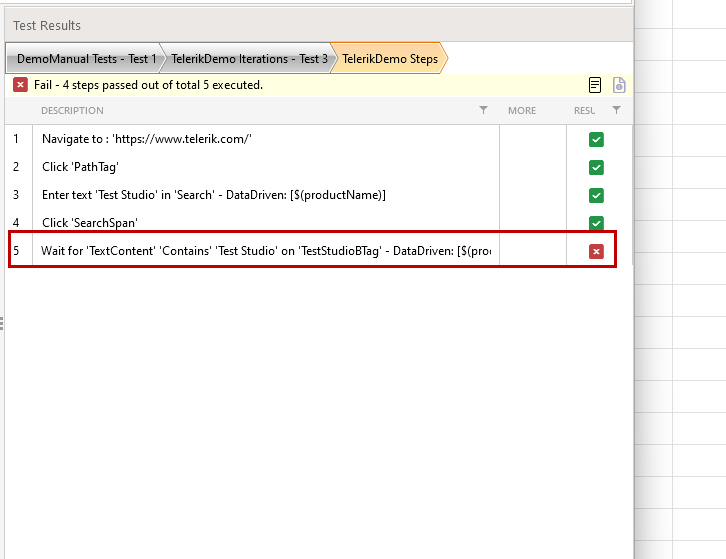 Test Results
DemoManual Tests - Test 1 TelerikDemo Iterations - Test 3 TelerikDemo Steps
Fail - 4 steps passed out of total 5 executed.
DESCRIPTION MORE RESU
1 Navigate to : 'https://www.telerik.com/'
2 Click 'PathTag'
3 Enter text 'Test Studio' in 'Search' - DataDriven: [$(productName)]
4 Click 'SearchSpan'
5 Wait for 'TextContent' 'Contains' 'Test Studio' on 'TestStudioBTag' - DataDriven: [$(pro